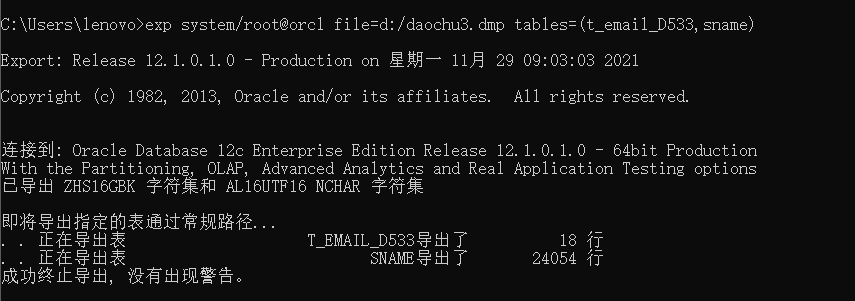 C:\Users\lenovo>exp system/root@orcl file=d:/daochu3.dmp tables=(t_email_D533,sname)
Export: Release 12.1.0.1.0 - Production on 星期一 11月 29 09:03:03 2021
Copyright (c) 1982, 2013, Oracle and/or its affiliates.  All rights reserved.
连接到: Oracle Database 12c Enterprise Edition Release 12.1.0.1.0 - 64bit Production
With the Partitioning, OLAP, Advanced Analytics and Real Application Testing options
已导出 ZHS16GBK 字符集和 AL16UTF16 NCHAR 字符集
即将导出指定的表通过常规路径...
. . 正在导出表                    T_EMAIL_D533导出了          18 行
. . 正在导出表                           SNAME导出了       24054 行
成功终止导出, 没有出现警告。